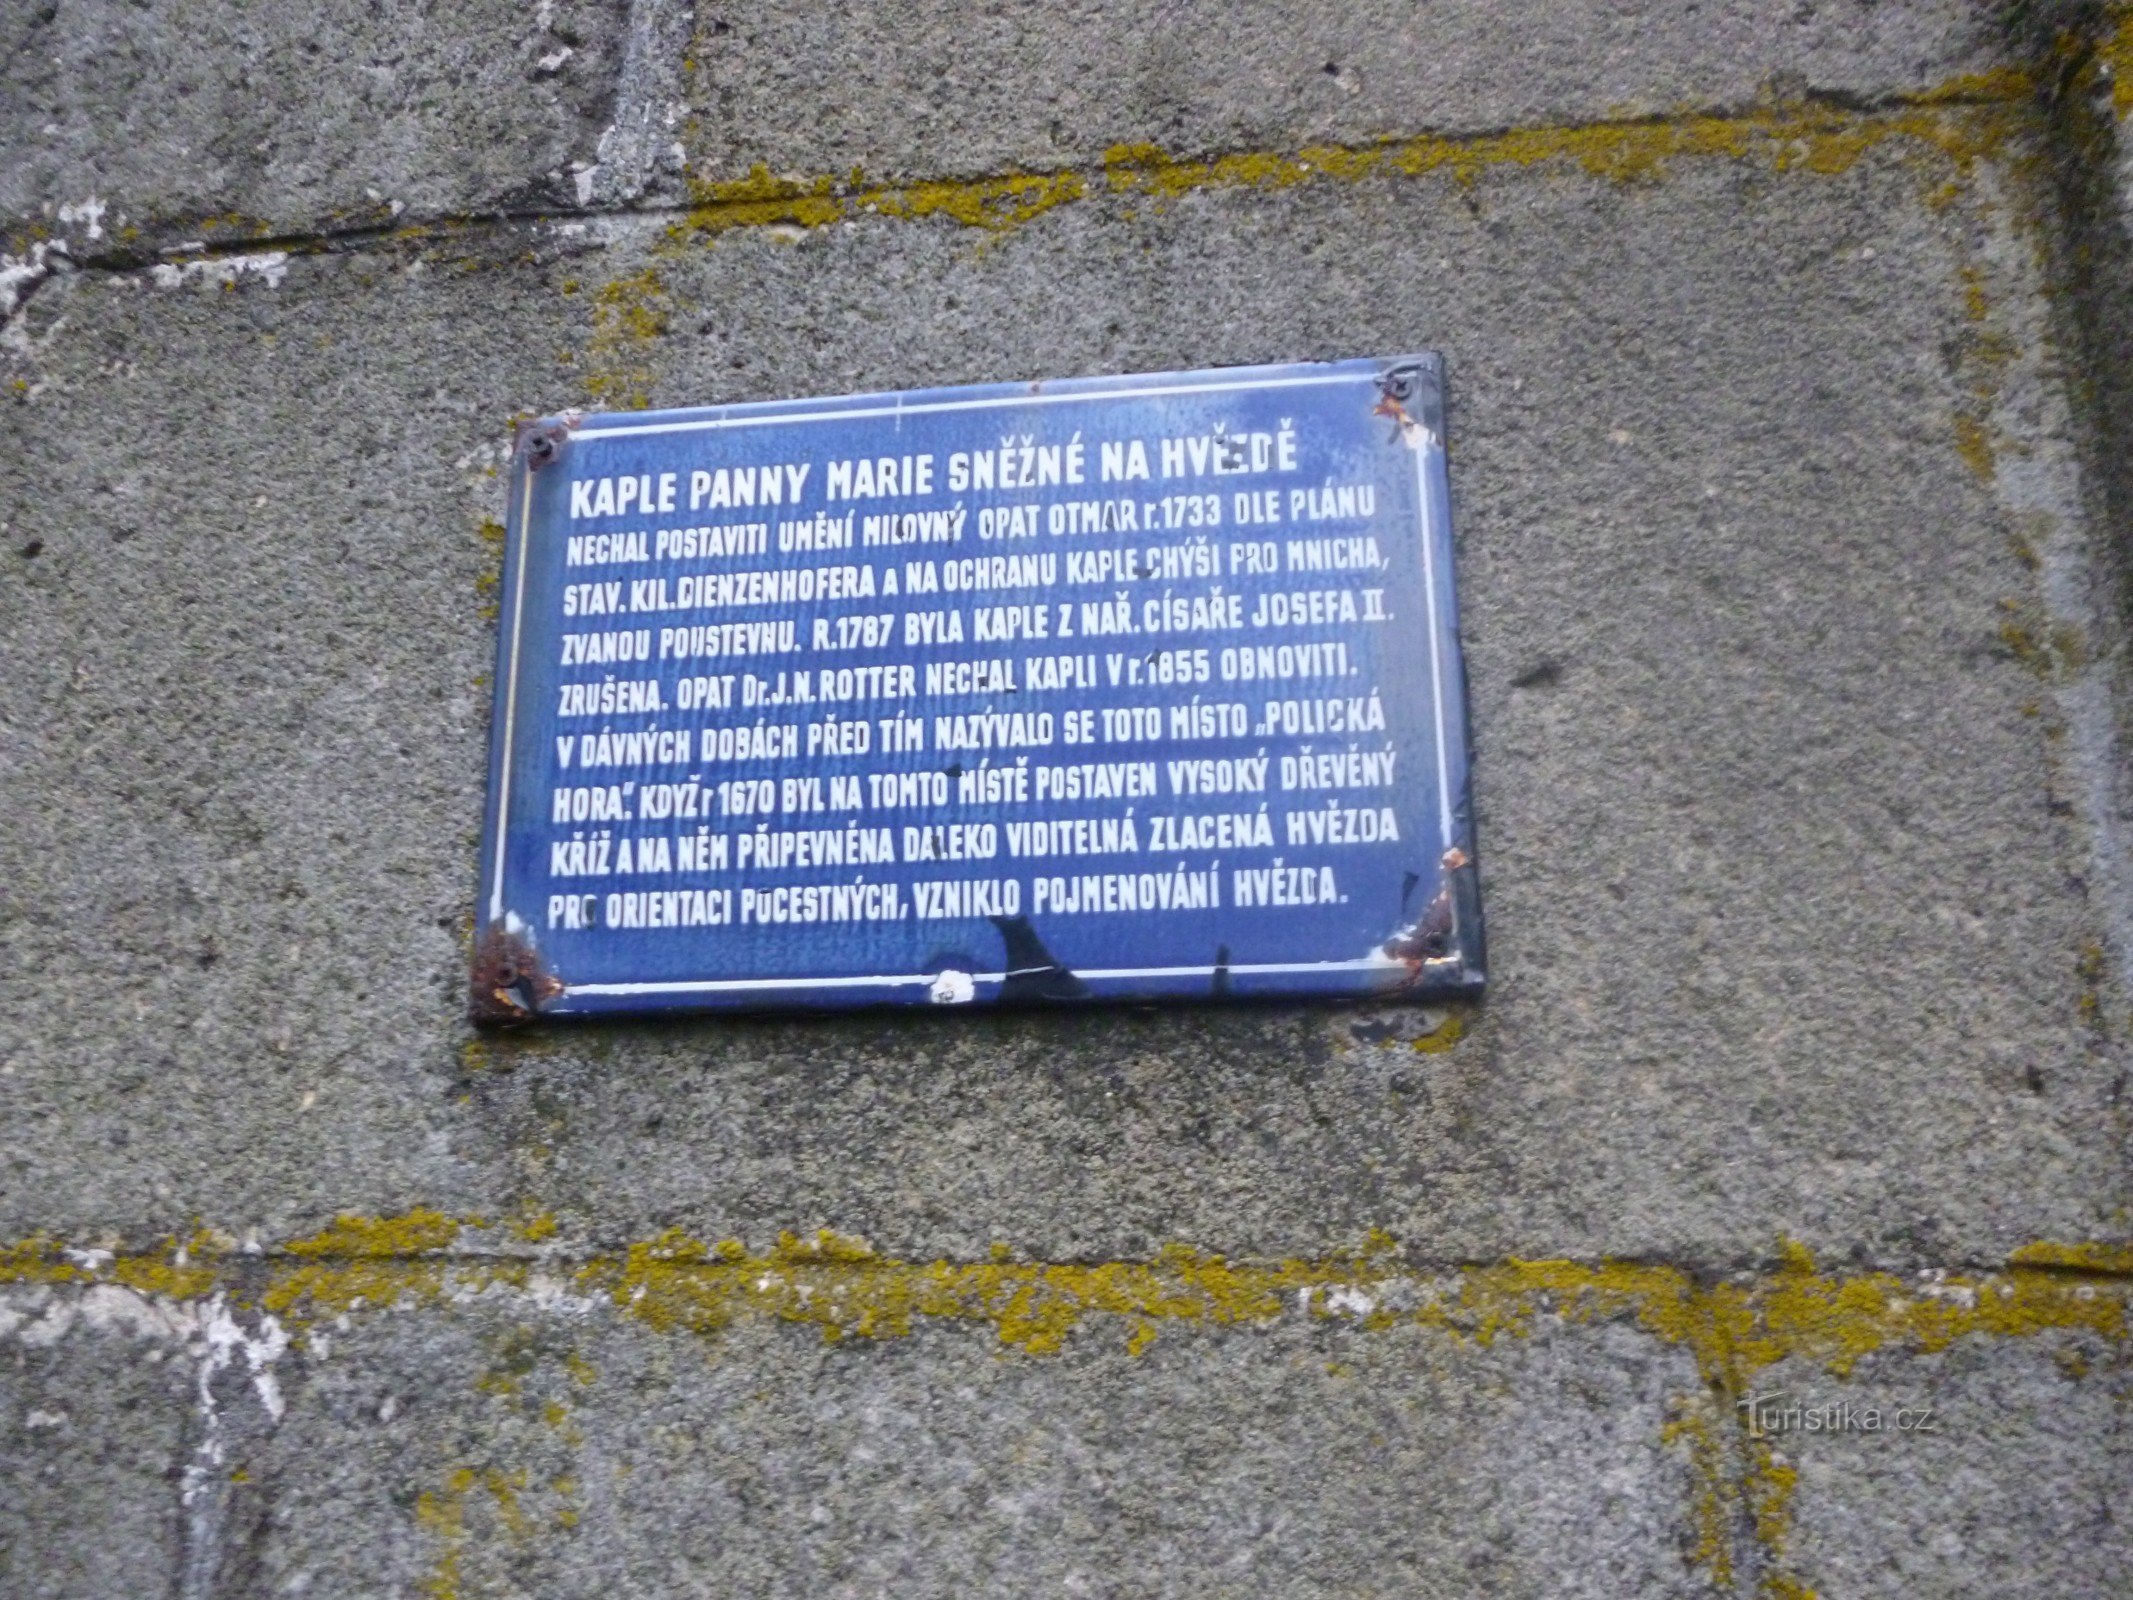 KAPLE PANNY MARIE SNĚŽNÉ NA HVĚZDĚ
NECHAL POSTAVITI UMĚNÍ MILOVNÝ OPAT OTMAR r.1733 DLE PLÁNU
STAV. KIL.DIENZENHOFERA A NA OCHRANU KAPLE CHÝŠI PRO MNICHA,
ZVANOU POUSTEVNU. R.1787 BYLA KAPLE Z NAŘ. CÍSAŘE JOSEFA II.
ZRUŠENA. OPAT Dr.J.N.ROTTER NECHAL KAPLI V r.1855 OBNOVITI.
V DÁVNÝCH DOBÁCH PŘED TÍM NAZÝVALO SE TOTO MÍSTO „POLICKÁ
HORA". KDYŽ r 1670 BYL NA TOMTO MÍSTĚ POSTAVEN VYSOKÝ DŘEVĚNÝ
KŘÍŽ A NA NĚM PŘIPEVNĚNA DALEKO VIDITELNÁ ZLACENÁ HVĚZDA
PRO ORIENTACI POCESTNÝCH, VZNIKLO POJMENOVÁNÍ HVĚZDA.
Turistika.cz